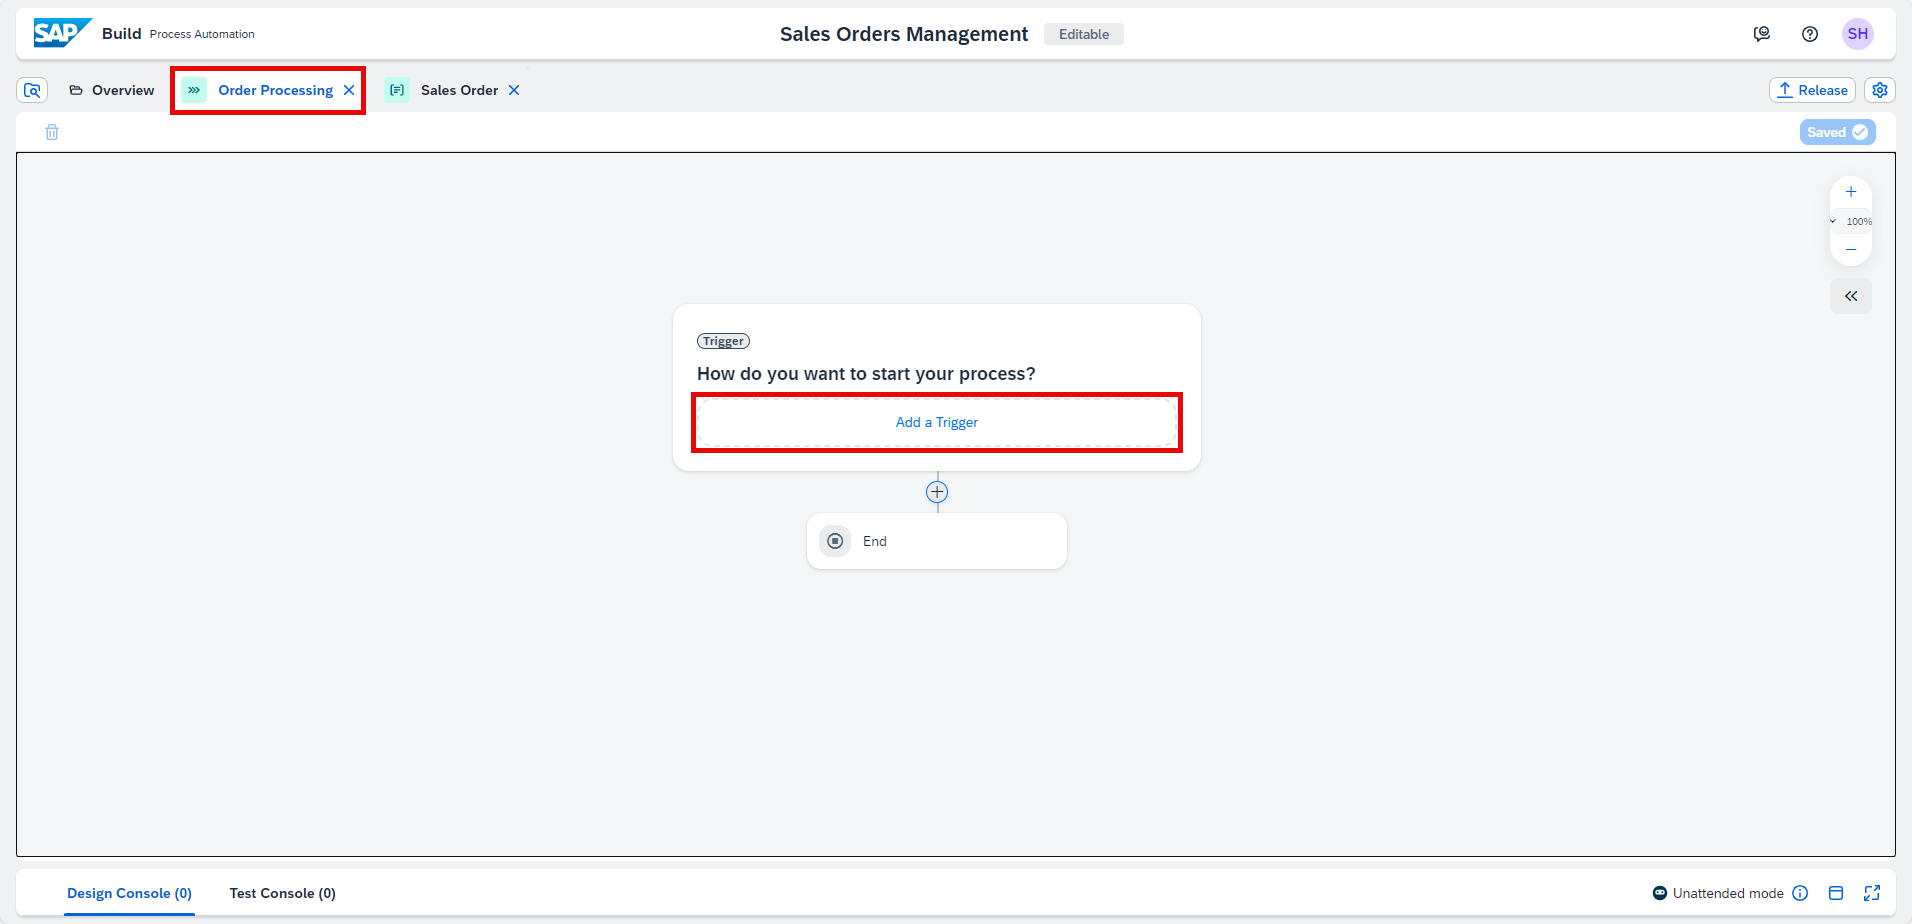 SAP Build Process Automation
Sales Orders Management Editable
SH
Overview Order Processing Sales Order
Release
Saved
100%
Trigger
How do you want to start your process?
Add a Trigger
End
Design Console (0) Test Console (0)
Unattended mode